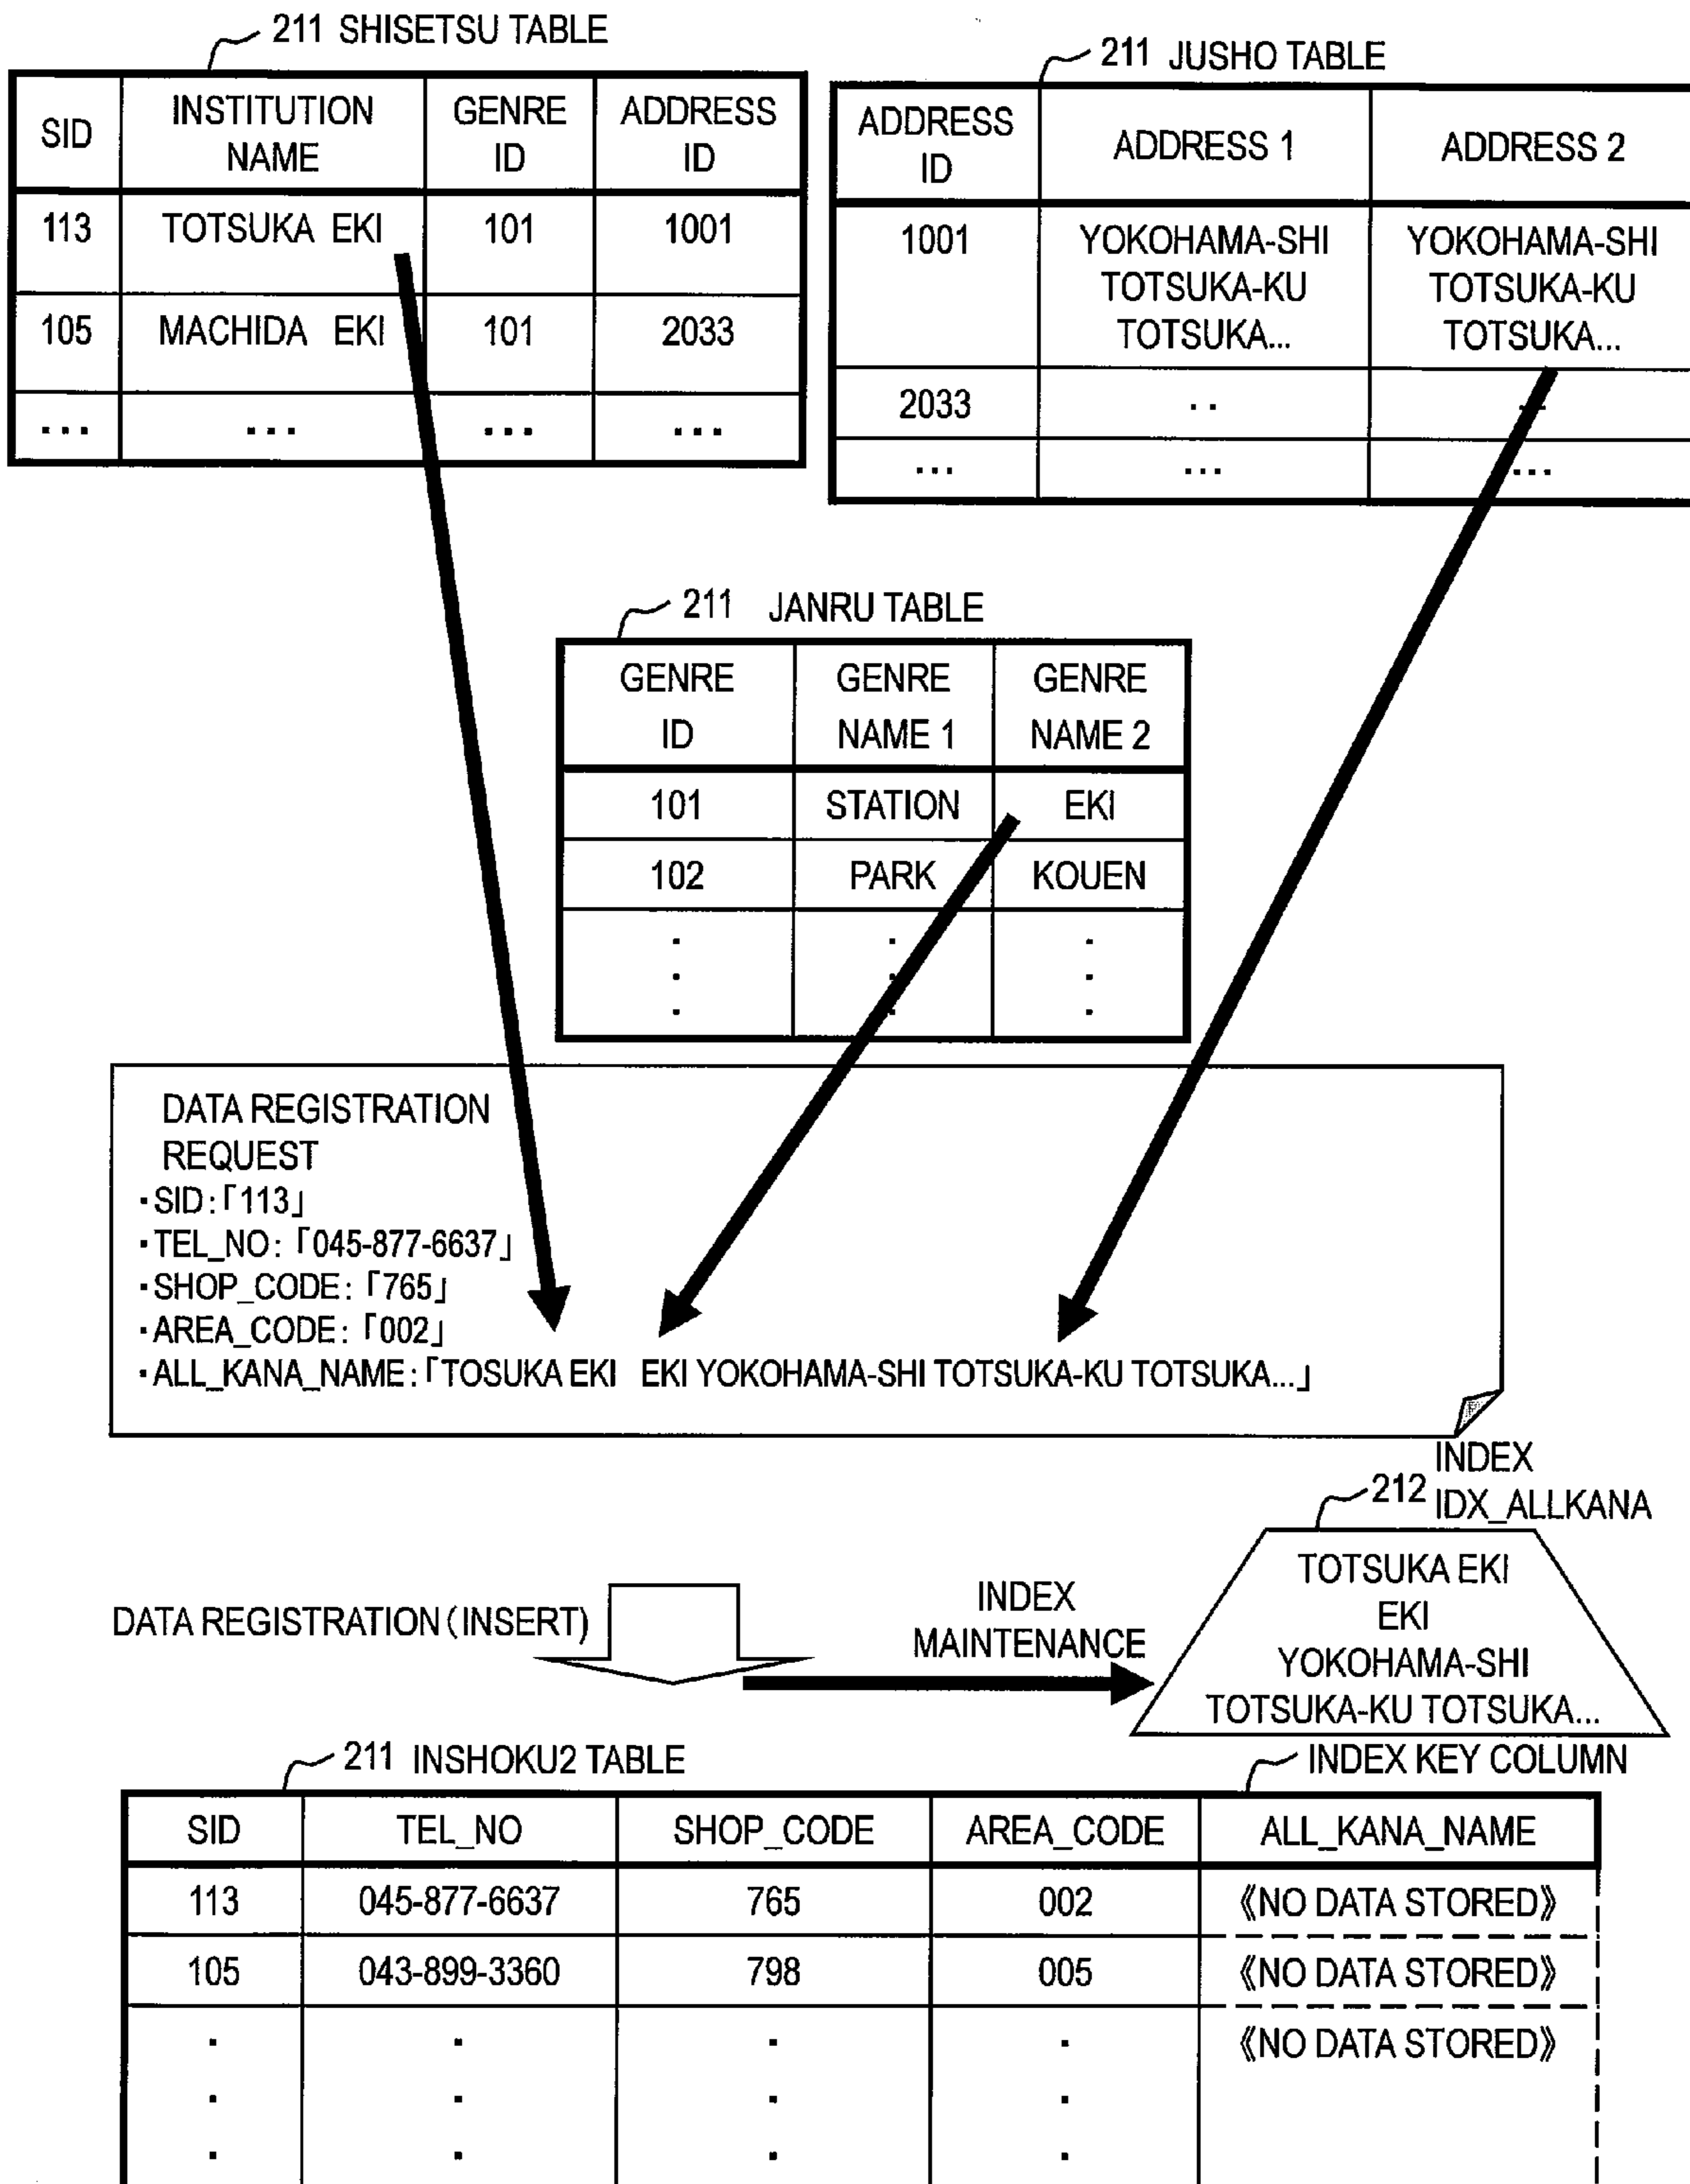 211 SHISETSU TABLE
SID
INSTITUTION
NAME
GENRE
ID
ADDRESS
ID
113 TOTSUKA EKI 101 1001
105 MACHIDA EKI 101 2033
... ... ... ...
211 JUSHO TABLE
ADDRESS
ID
ADDRESS 1
ADDRESS 2
1001
YOKOHAMA-SHI
TOTSUKA-KU
TOTSUKA...
YOKOHAMA-SHI
TOTSUKA-KU
TOTSUKA...
2033 .. ..
... ... ...
211 JANRU TABLE
GENRE
ID
GENRE
NAME 1
GENRE
NAME 2
101 STATION EKI
102 PARK KOUEN
DATA REGISTRATION
REQUEST
・SID:「113」
・TEL_NO:「045-877-6637」
・SHOP_CODE:「765」
・AREA_CODE:「002」
・ALL_KANA_NAME:「TOSUKA EKI EKI YOKOHAMA-SHI TOTSUKA-KU TOTSUKA...」
212
INDEX
IDX_ALLKANA
TOTSUKA EKI
EKI
YOKOHAMA-SHI
TOTSUKA-KU TOTSUKA...
DATA REGISTRATION (INSERT)
INDEX
MAINTENANCE
211 INSHOKU2 TABLE
INDEX KEY COLUMN
SID TEL_NO SHOP_CODE AREA_CODE ALL_KANA_NAME
113 045-877-6637 765 002 《NO DATA STORED》
105 043-899-3360 798 005 《NO DATA STORED》
《NO DATA STORED》